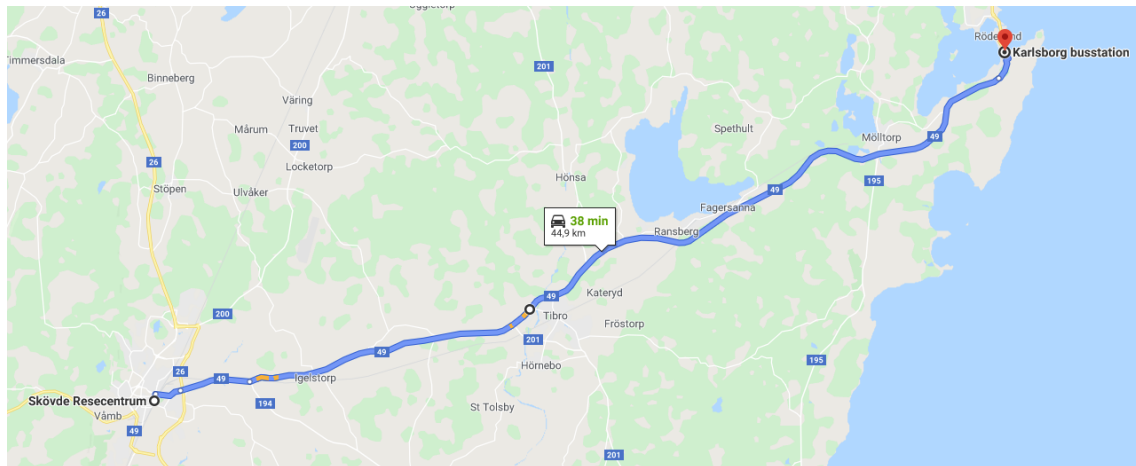 26
Timmersdala
Binneberg
Väring
Mårum
Truvet
200
Locketorp
26
Stöpen
Ulvåker
201
Hönsa
Spethult
Mölltorp
49
195
Karlsborg busstation
49
Fagersanna
Ransberg
38 min
44,9 km
Kateryd
49
Tibro
Fröstorp
201
Hörnebo
195
200
49
Igelstorp
26
49
194
Skövde Resecentrum
Våmb
49
St Tolsby
201